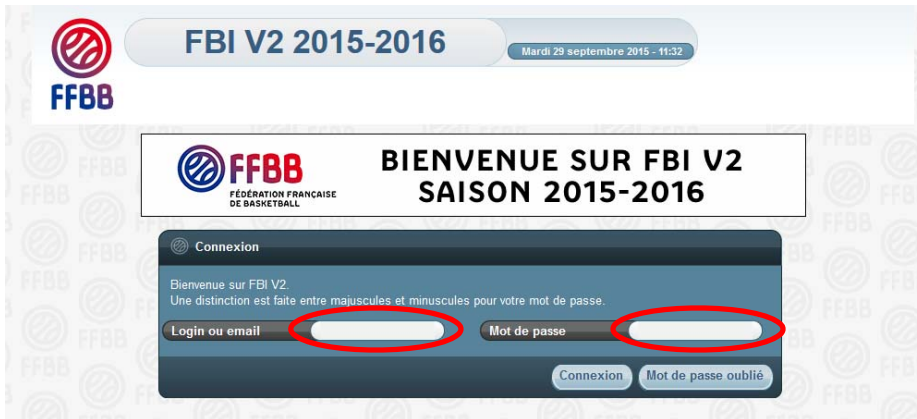 FBI V2 2015-2016
Mardi 29 septembre 2015 - 11:32
FFBB
FFBB
FÉDÉRATION FRANÇAISE
DE BASKETBALL
BIENVENUE SUR FBI V2
SAISON 2015-2016
Connexion
Bienvenue sur FBI V2.
Une distinction est faite entre majuscules et minuscules pour votre mot de passe.
Login ou email
Mot de passe
Connexion
Mot de passe oublié